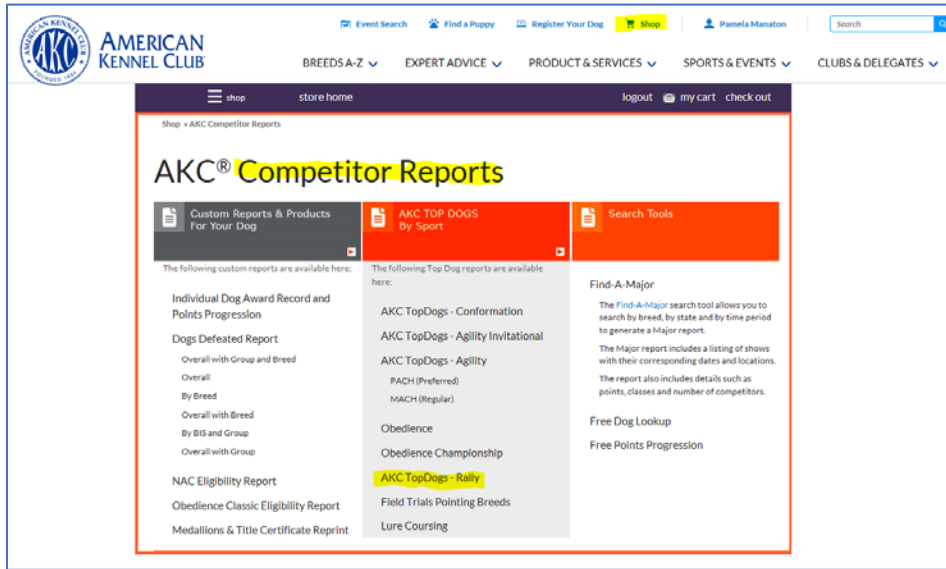 Event Search Find a Puppy Register Your Dog Shop Pamela Manaton Search
AKC
AMERICAN KENNEL CLUB
FOUNDED 1884
AMERICAN
KENNEL CLUB
BREEDS A-Z EXPERT ADVICE PRODUCT & SERVICES SPORTS & EVENTS CLUBS & DELEGATES
shop store home logout my cart check out
Shop » AKC Competitor Reports
AKC® Competitor Reports
Custom Reports & Products
For Your Dog
The following custom reports are available here:
Individual Dog Award Record and
Points Progression
Dogs Defeated Report
Overall with Group and Breed
Overall
By Breed
Overall with Breed
By BIS and Group
Overall with Group
NAC Eligibility Report
Obedience Classic Eligibility Report
Medallions & Title Certificate Reprint
AKC TOP DOGS
By Sport
The following Top Dog reports are available
here:
AKC TopDogs - Conformation
AKC TopDogs - Agility Invitational
AKC TopDogs - Agility
PACH (Preferred)
MACH (Regular)
Obedience
Obedience Championship
AKC TopDogs - Rally
Field Trials Pointing Breeds
Lure Coursing
Search Tools
Find-A-Major
The Find-A-Major search tool allows you to
search by breed, by state and by time period
to generate a Major report.
The Major report includes a listing of shows
with their corresponding dates and locations.
The report also includes details such as
points, classes and number of competitors.
Free Dog Lookup
Free Points Progression